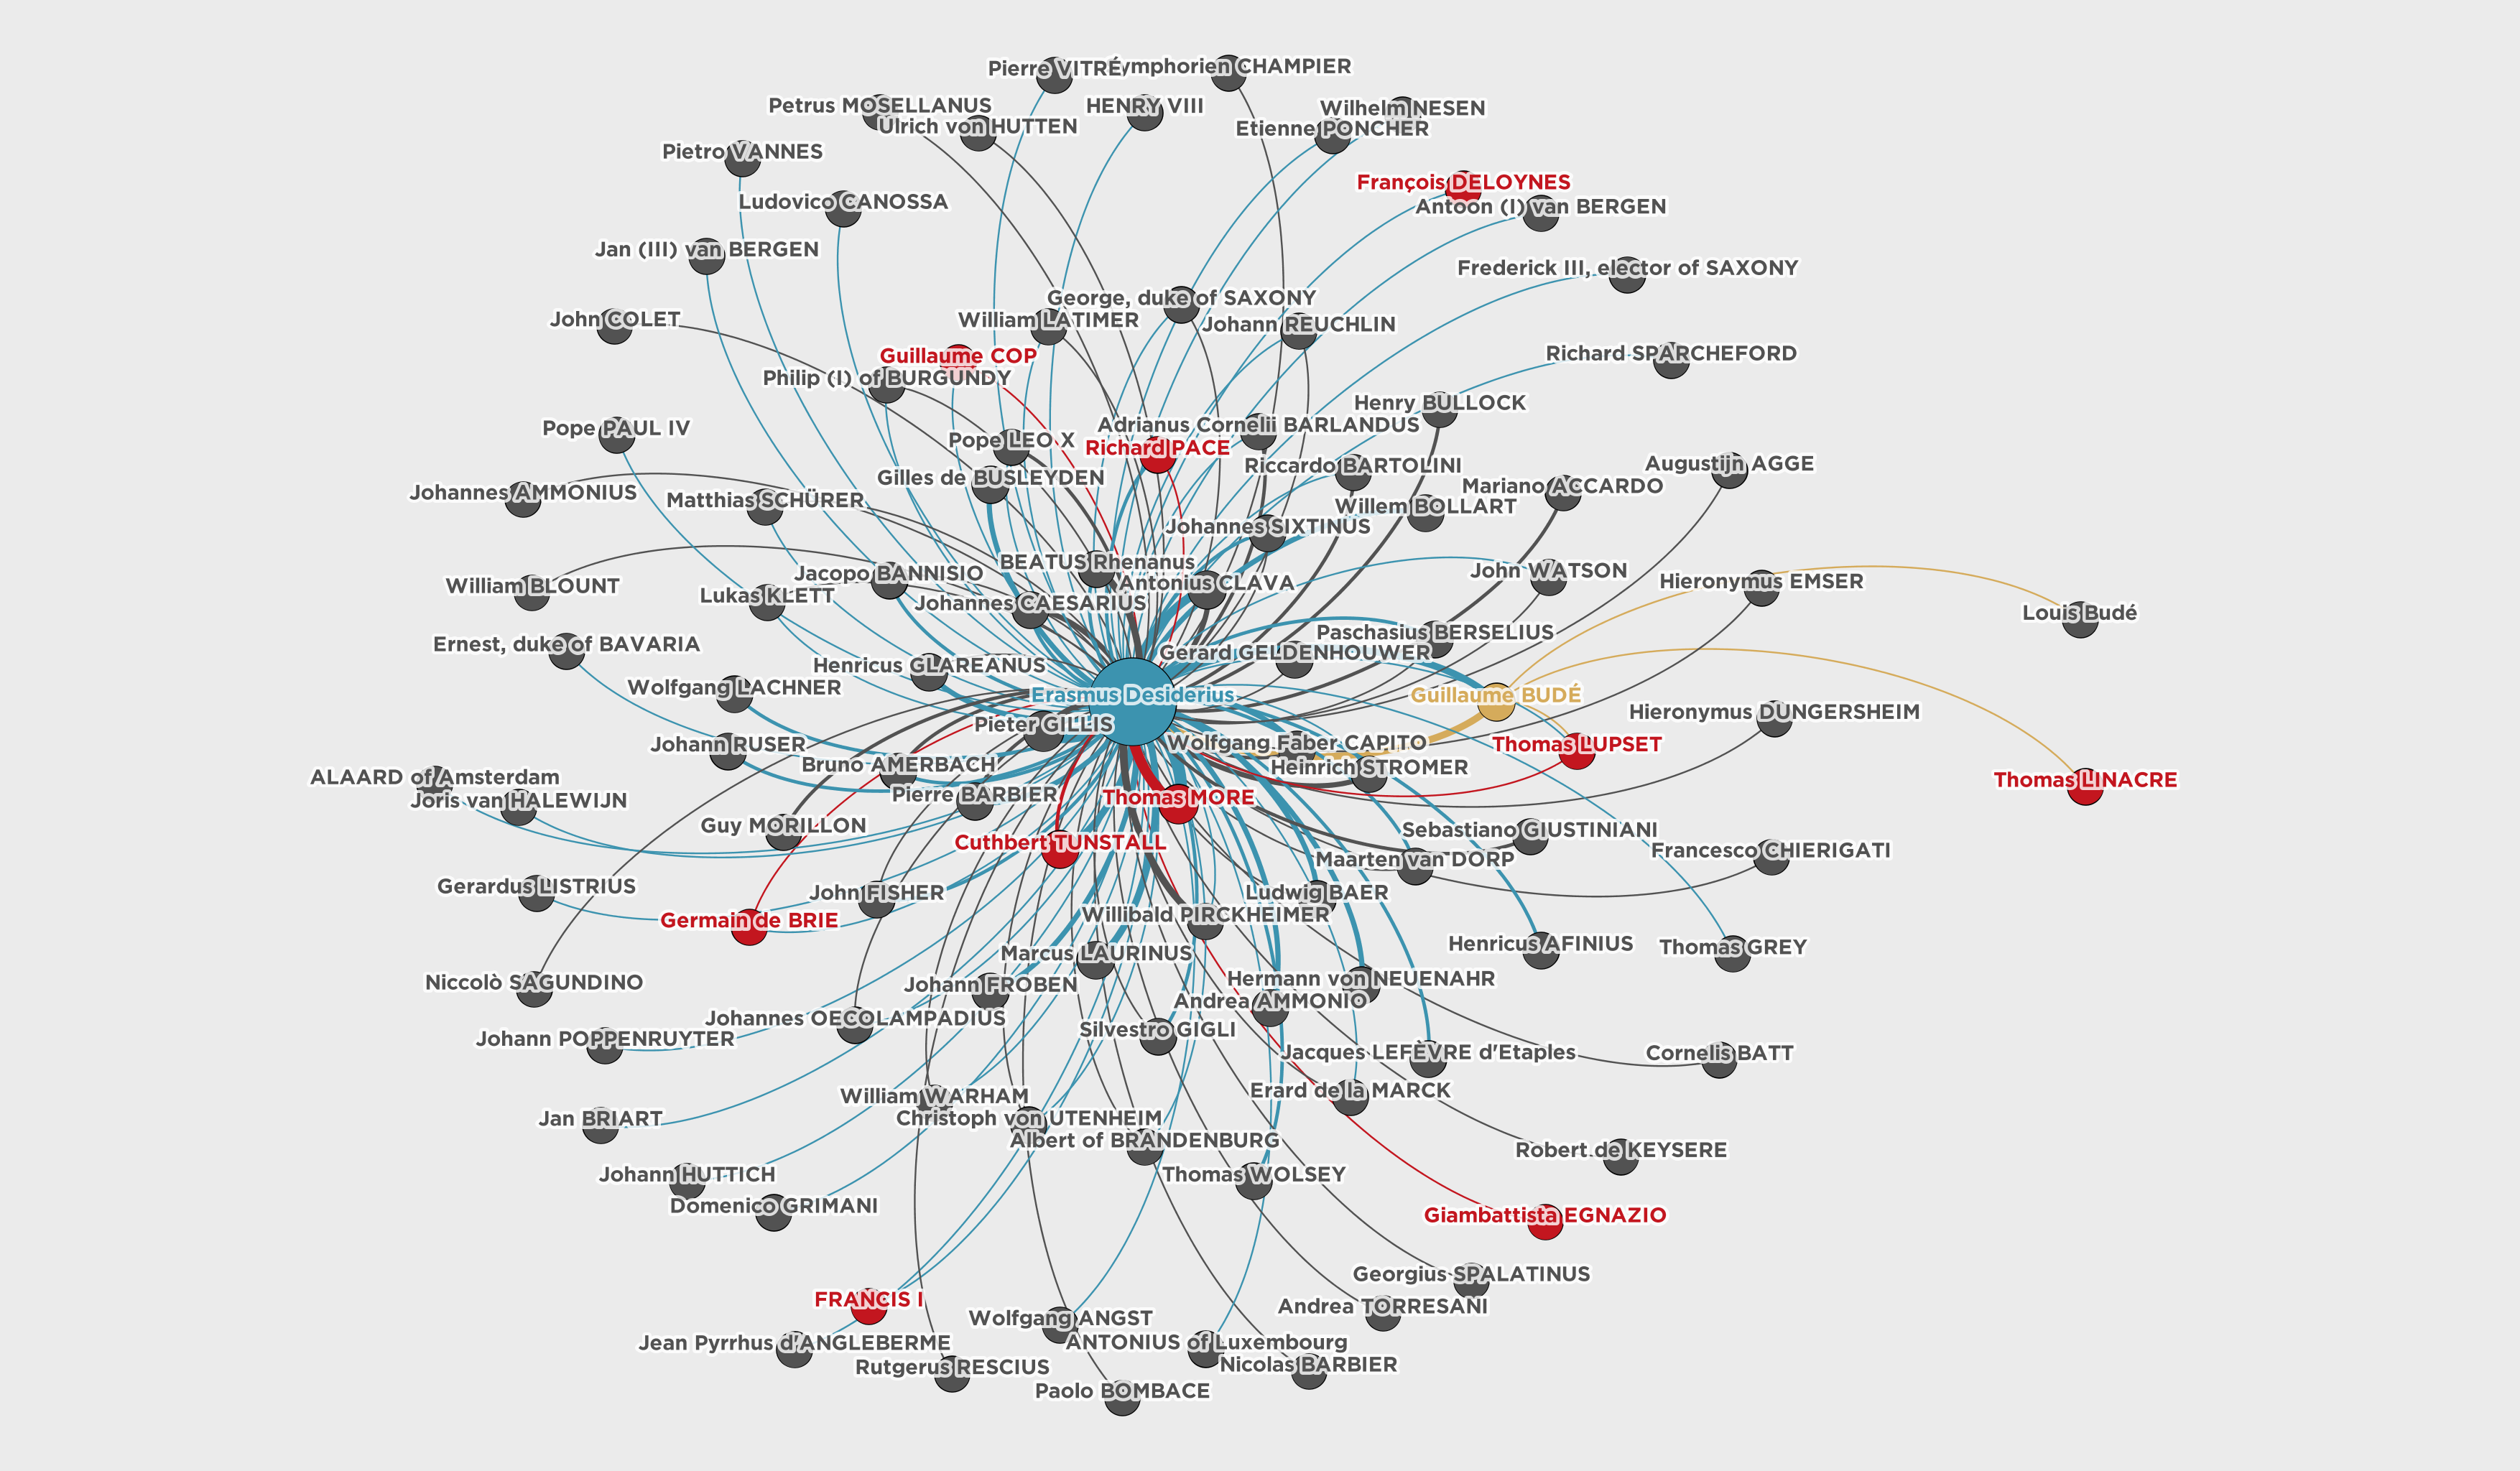 Pierre VITRÉ
ymphorien CHAMPIER
Petrus MOSELLANUS
HENRY VIII
Wilhelm NESEN
Ulrich von HUTTEN
Etienne PONCHER
Pietro VANNES
François DELOYNES
Ludovico CANOSSA
Antoon (I) van BERGEN
Jan (III) van BERGEN
Frederick III, elector of SAXONY
George, duke of SAXONY
John COLET
William LATIMER
Johann REUCHLIN
Guillaume COP
Richard SPARCHEFORD
Philip (I) of BURGUNDY
Henry BULLOCK
Pope PAUL IV
Adrianus Cornelii BARLANDUS
Pope LEO X
Richard PACE
Riccardo BARTOLINI
Augustijn AGGE
Gilles de BUSLEYDEN
Mariano ACCARDO
Johannes AMMONIUS
Matthias SCHÜRER
Willem BOLLART
Johannes SIXTINUS
BEATUS Rhenanus
John WATSON
Jacopo BANNISIO
Antonius CLAVA
Hieronymus EMSER
William BLOUNT
Lukas KLETT
Johannes CAESARIUS
Louis Budé
Paschasius BERSELIUS
Ernest, duke of BAVARIA
Gerard GELDENHOUWER
Henricus GLAREANUS
Wolfgang LACHNER
Erasmus Desiderius
Guillaume BUDÉ
Hieronymus DUNGERSHEIM
Pieter GILLIS
Johann RUSER
Wolfgang Faber CAPITO
Thomas LUPSET
Bruno AMERBACH
Heinrich STROMER
ALAARD of Amsterdam
Thomas LINACRE
Joris van HALEWIJN
Pierre BARBIER
Thomas MORE
Guy MORILLON
Sebastiano GIUSTINIANI
Cuthbert TUNSTALL
Francesco CHIERIGATI
Maarten van DORP
Gerardus LISTRIUS
John FISHER
Ludwig BAER
Germain de BRIE
Willibald PIRCKHEIMER
Henricus AFINIUS
Thomas GREY
Marcus LAURINUS
Niccolò SAGUNDINO
Johann FROBEN
Hermann von NEUENAHR
Andrea AMMONIO
Johannes OECOLAMPADIUS
Silvestro GIGLI
Johann POPPENRUYTER
Jacques LEFÈVRE d'Etaples
Cornelis BATT
William WARHAM
Erard de la MARCK
Jan BRIART
Christoph von UTENHEIM
Albert of BRANDENBURG
Robert de KEYSERE
Johann HUTTICH
Thomas WOLSEY
Domenico GRIMANI
Giambattista EGNAZIO
Georgius SPALATINUS
FRANCIS I
Andrea TORRESANI
Wolfgang ANGST
Jean Pyrrhus d'ANGLEBERME
ANTONIUS of Luxembourg
Rutgerus RESCIUS
Nicolas BARBIER
Paolo BOMBACE